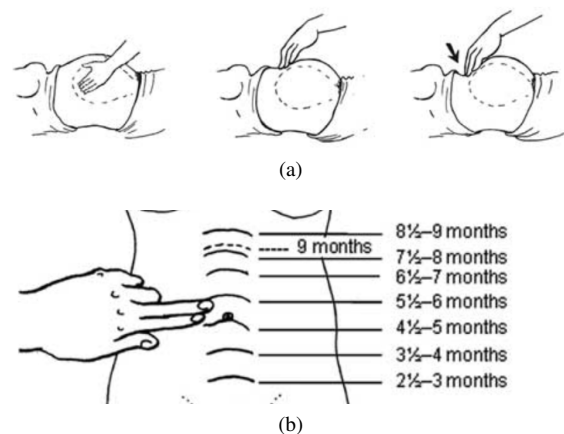 (a)
8½–9 months
9 months
7½–8 months
6½–7 months
5½–6 months
4½–5 months
3½–4 months
2½–3 months
(b)